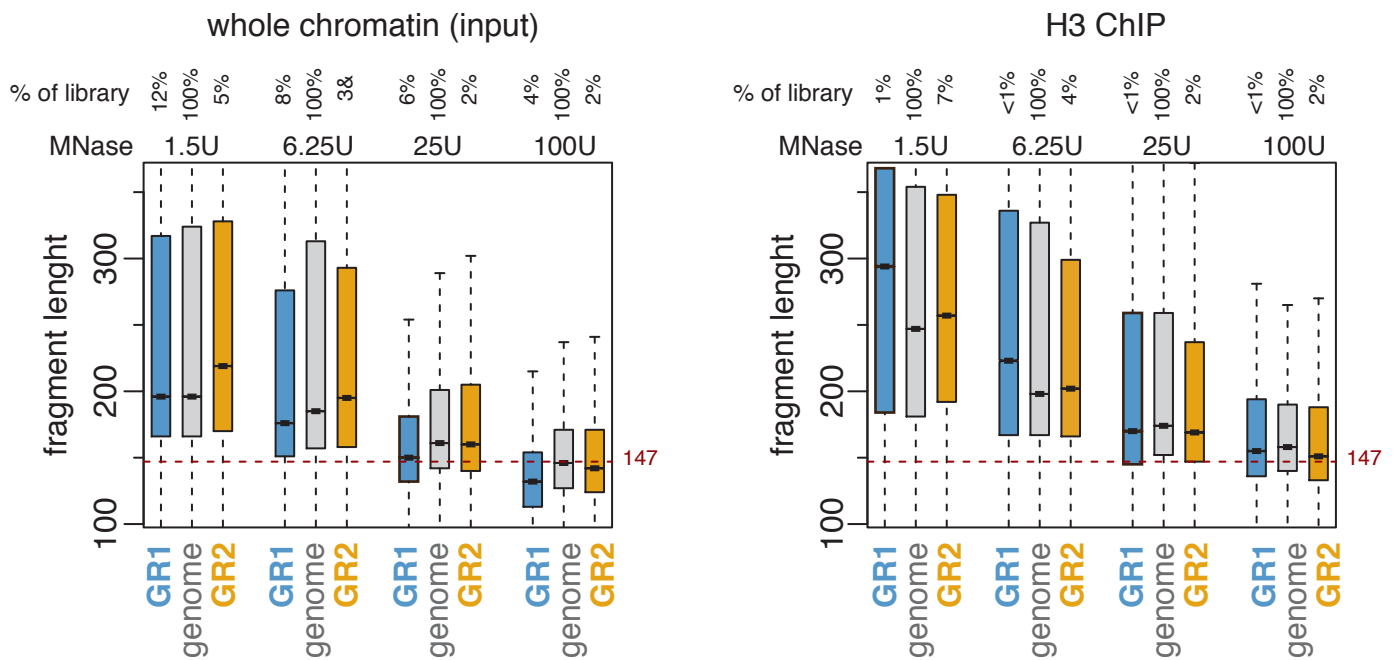 whole chromatin (input)
% of library 12% 100% 5% 8% 100% 3& 6% 100% 2% 4% 100% 2%
MNase 1.5U 6.25U 25U 100U
fragment lenght
300
200
100
147
GR1 genome GR2 GR1 genome GR2 GR1 genome GR2 GR1 genome GR2
H3 ChIP
% of library 1% 100% 7% <1% 100% 4% <1% 100% 2% <1% 100% 2%
MNase 1.5U 6.25U 25U 100U
fragment lenght
300
200
100
147
GR1 genome GR2 GR1 genome GR2 GR1 genome GR2 GR1 genome GR2